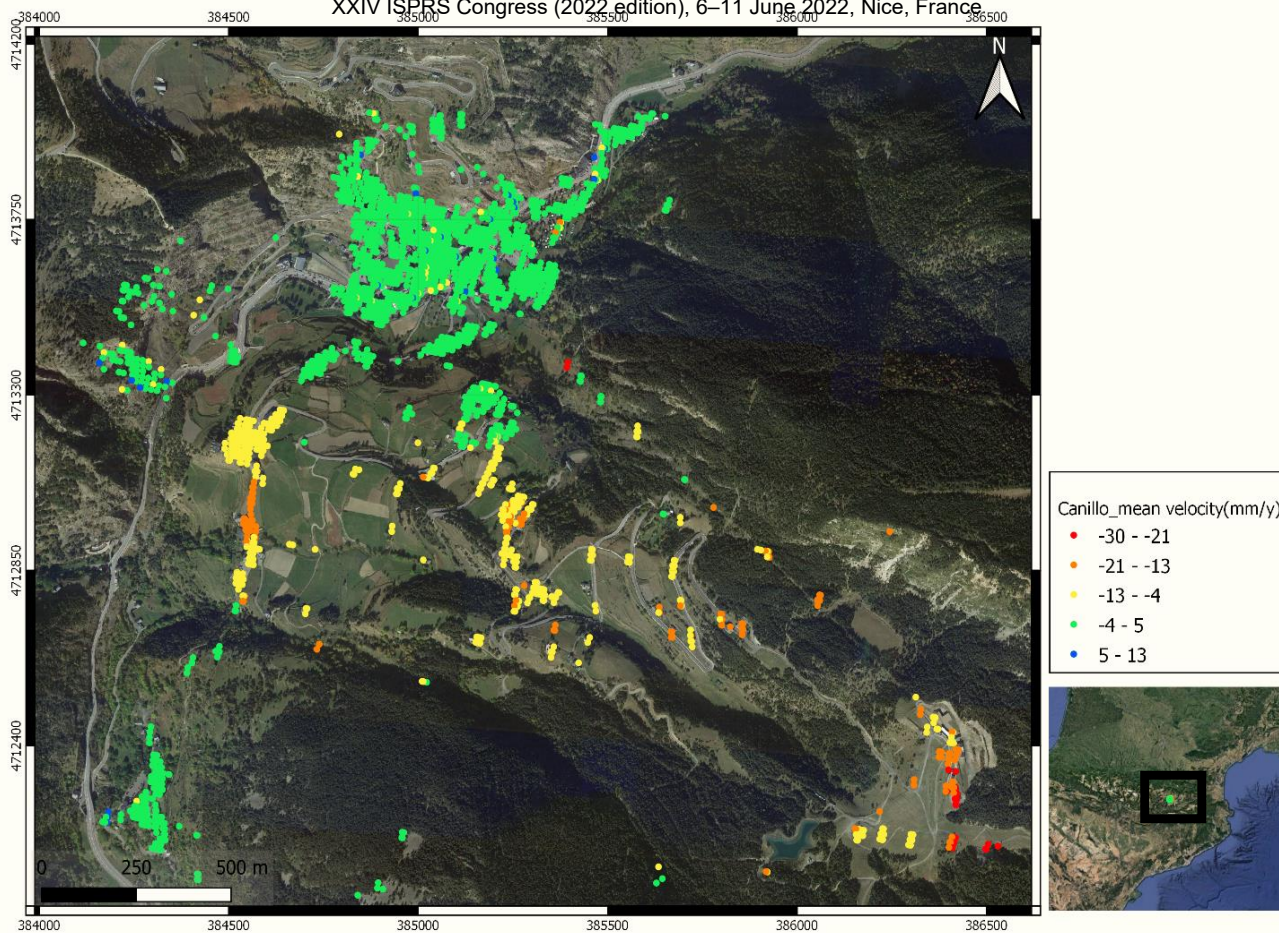 XXIV ISPRS Congress (2022 edition), 6–11 June 2022, Nice, France
384000 384500 385000 385500 386000 386500
4714200
4713750
4713300
4712850
4712400
N
0 250 500 m
384000 384500 385000 385500 386000 386500
Canillo_mean velocity(mm/y)
-30 - -21
-21 - -13
-13 - -4
-4 - 5
5 - 13